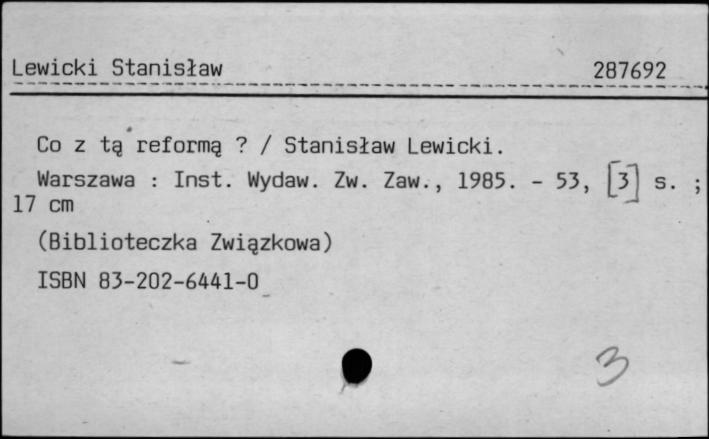 Lewicki Stanisław 287692
Co z tą reformą ? / Stanisław Lewicki.
Warszawa : Inst. Wydaw. Zw. Zaw., 1985. - 53, [3] s. ;
17 cm
(Biblioteczka Związkowa)
ISBN 83-202-6441-0
3